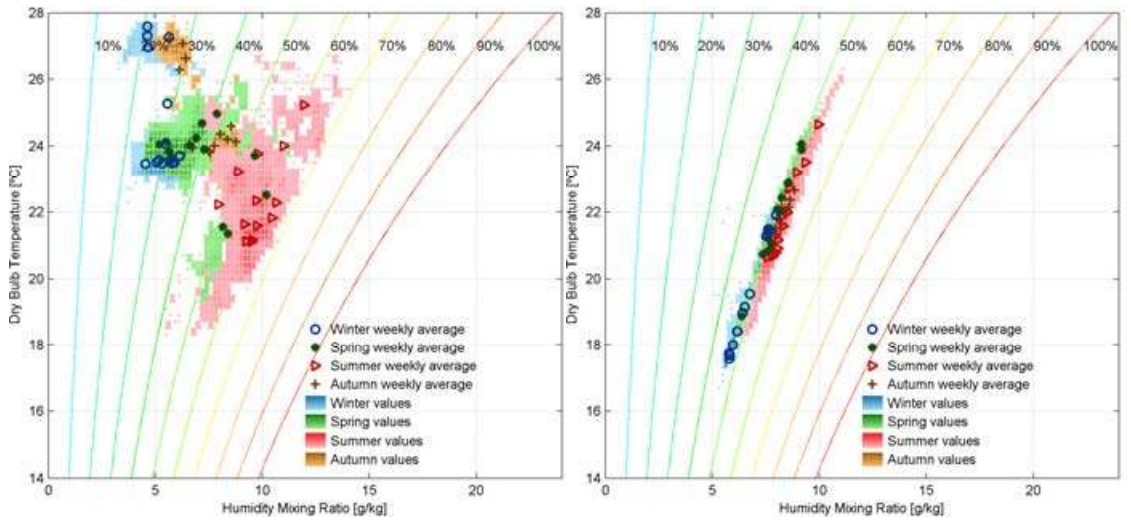 28
26
24
22
20
18
16
14
Dry Bulb Temperature [ºC]
10% 30% 40% 50% 60% 70% 80% 90% 100%
Winter weekly average
Spring weekly average
Summer weekly average
Autumn weekly average
Winter values
Spring values
Summer values
Autumn values
0 5 10 15 20
Humidity Mixing Ratio [g/kg]
28
26
24
22
20
18
16
14
Dry Bulb Temperature [ºC]
10% 20% 30% 40% 50% 60% 70% 80% 90% 100%
Winter weekly average
Spring weekly average
Summer weekly average
Autumn weekly average
Winter values
Spring values
Summer values
Autumn values
0 5 10 15 20
Humidity Mixing Ratio [g/kg]